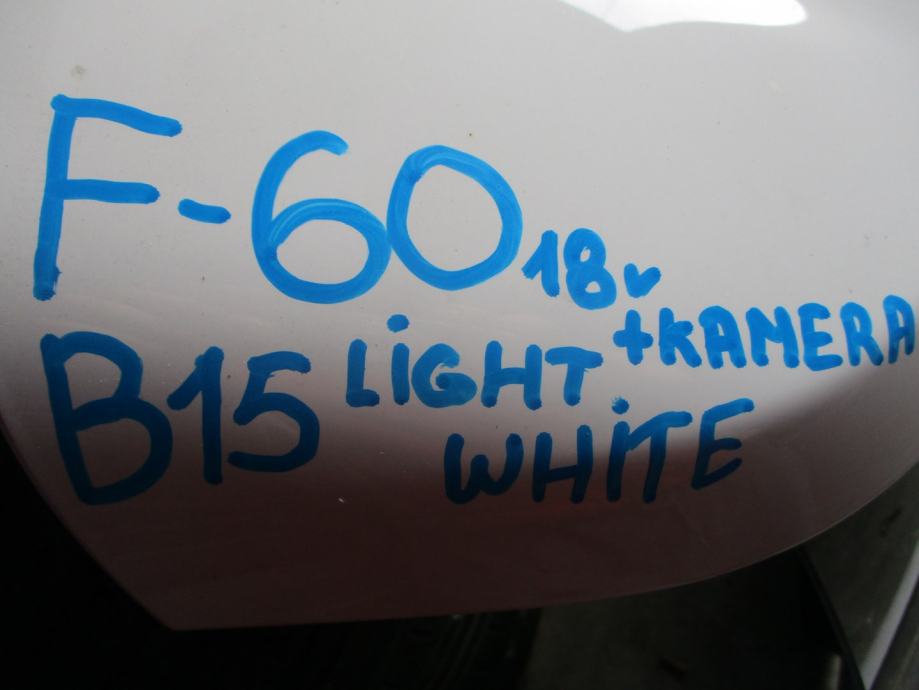 F-60 18v
+KAMERA
B15 LiGHT
WHiTE